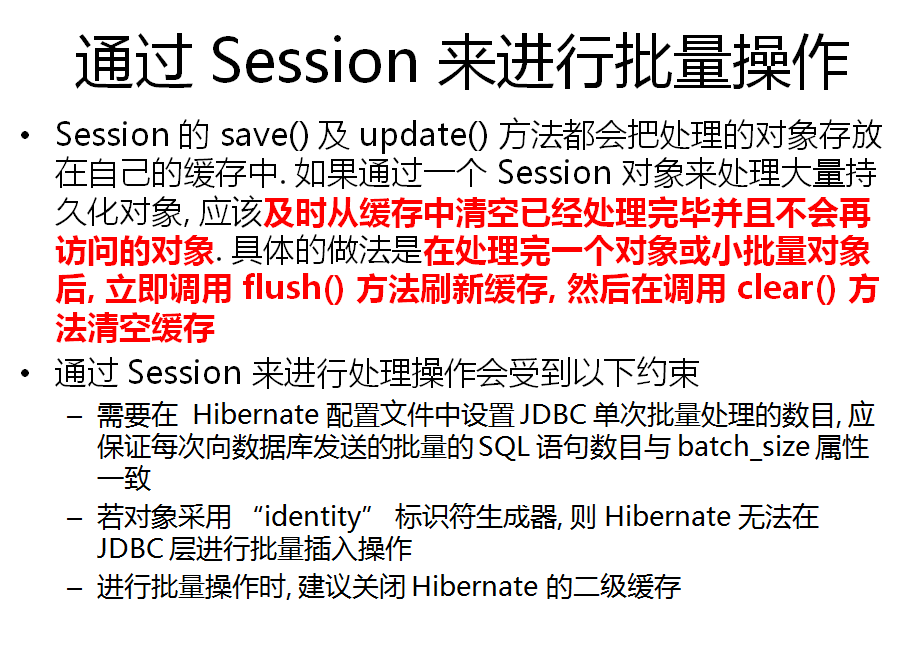 通过 Session 来进行批量操作
• Session 的 save() 及 update() 方法都会把处理的对象存放
在自己的缓存中. 如果通过一个 Session 对象来处理大量持
久化对象, 应该及时从缓存中清空已经处理完毕并且不会再
访问的对象. 具体的做法是在处理完一个对象或小批量对象
后, 立即调用 flush() 方法刷新缓存, 然后在调用 clear() 方
法清空缓存
• 通过 Session 来进行处理操作会受到以下约束
– 需要在 Hibernate 配置文件中设置 JDBC 单次批量处理的数目, 应
保证每次向数据库发送的批量的 SQL 语句数目与 batch_size 属性
一致
– 若对象采用 “identity” 标识符生成器, 则 Hibernate 无法在
JDBC 层进行批量插入操作
– 进行批量操作时, 建议关闭 Hibernate 的二级缓存